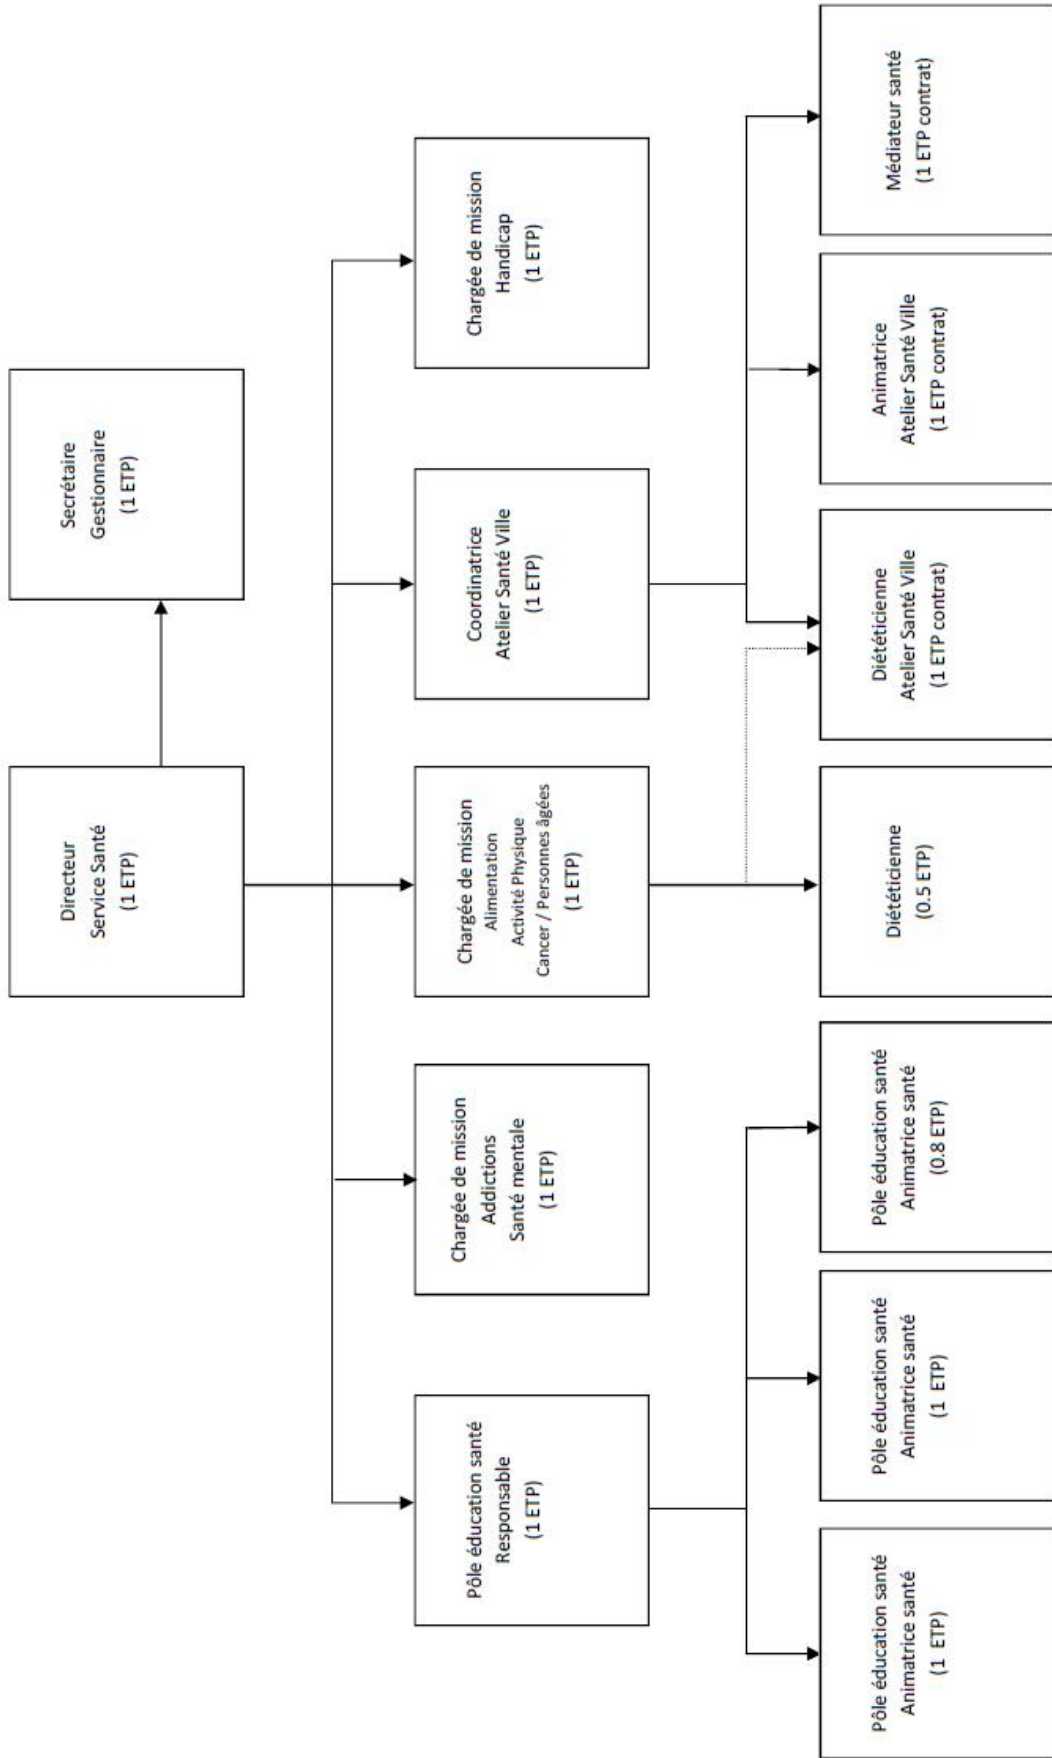 Directeur
Service Santé
(1 ETP)
Secrétaire
Gestionnaire
(1 ETP)
Pôle éducation santé
Responsable
(1 ETP)
Chargée de mission
Addictions
Santé mentale
(1 ETP)
Chargée de mission
Alimentation
Activité Physique
Cancer / Personnes âgées
(1 ETP)
Coordinatrice
Atelier Santé Ville
(1 ETP)
Chargée de mission
Handicap
(1 ETP)
Pôle éducation santé
Animatrice santé
(1 ETP)
Pôle éducation santé
Animatrice santé
(1 ETP)
Pôle éducation santé
Animatrice santé
(0.8 ETP)
Diététicienne
(0.5 ETP)
Diététicienne
Atelier Santé Ville
(1 ETP contrat)
Animatrice
Atelier Santé Ville
(1 ETP contrat)
Médiateur santé
(1 ETP contrat)